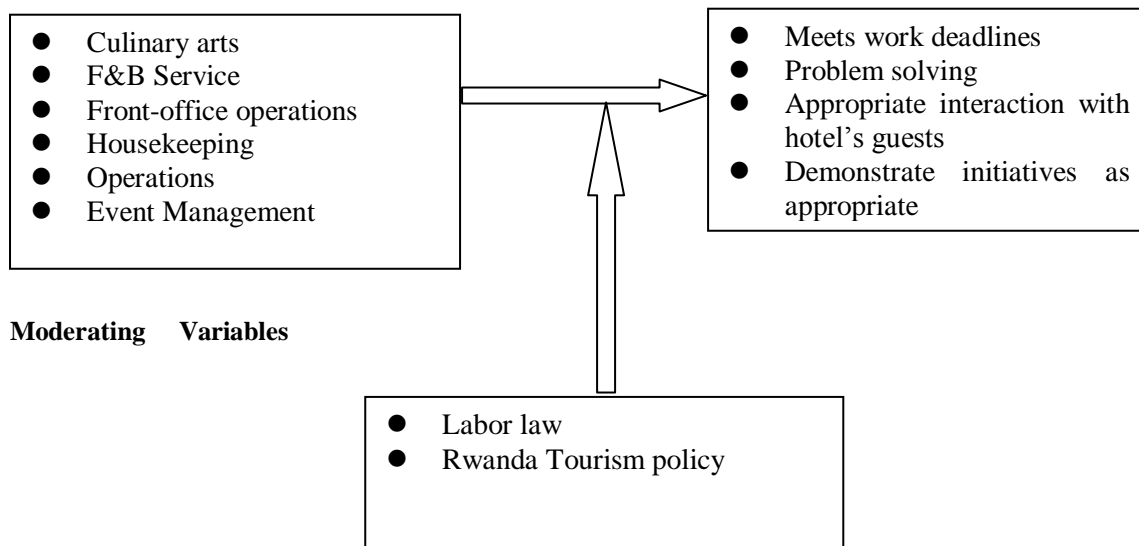 ● Culinary arts
● F&B Service
● Front-office operations
● Housekeeping
● Operations
● Event Management
● Meets work deadlines
● Problem solving
● Appropriate interaction with
hotel’s guests
● Demonstrate initiatives as
appropriate
Moderating Variables
● Labor law
● Rwanda Tourism policy